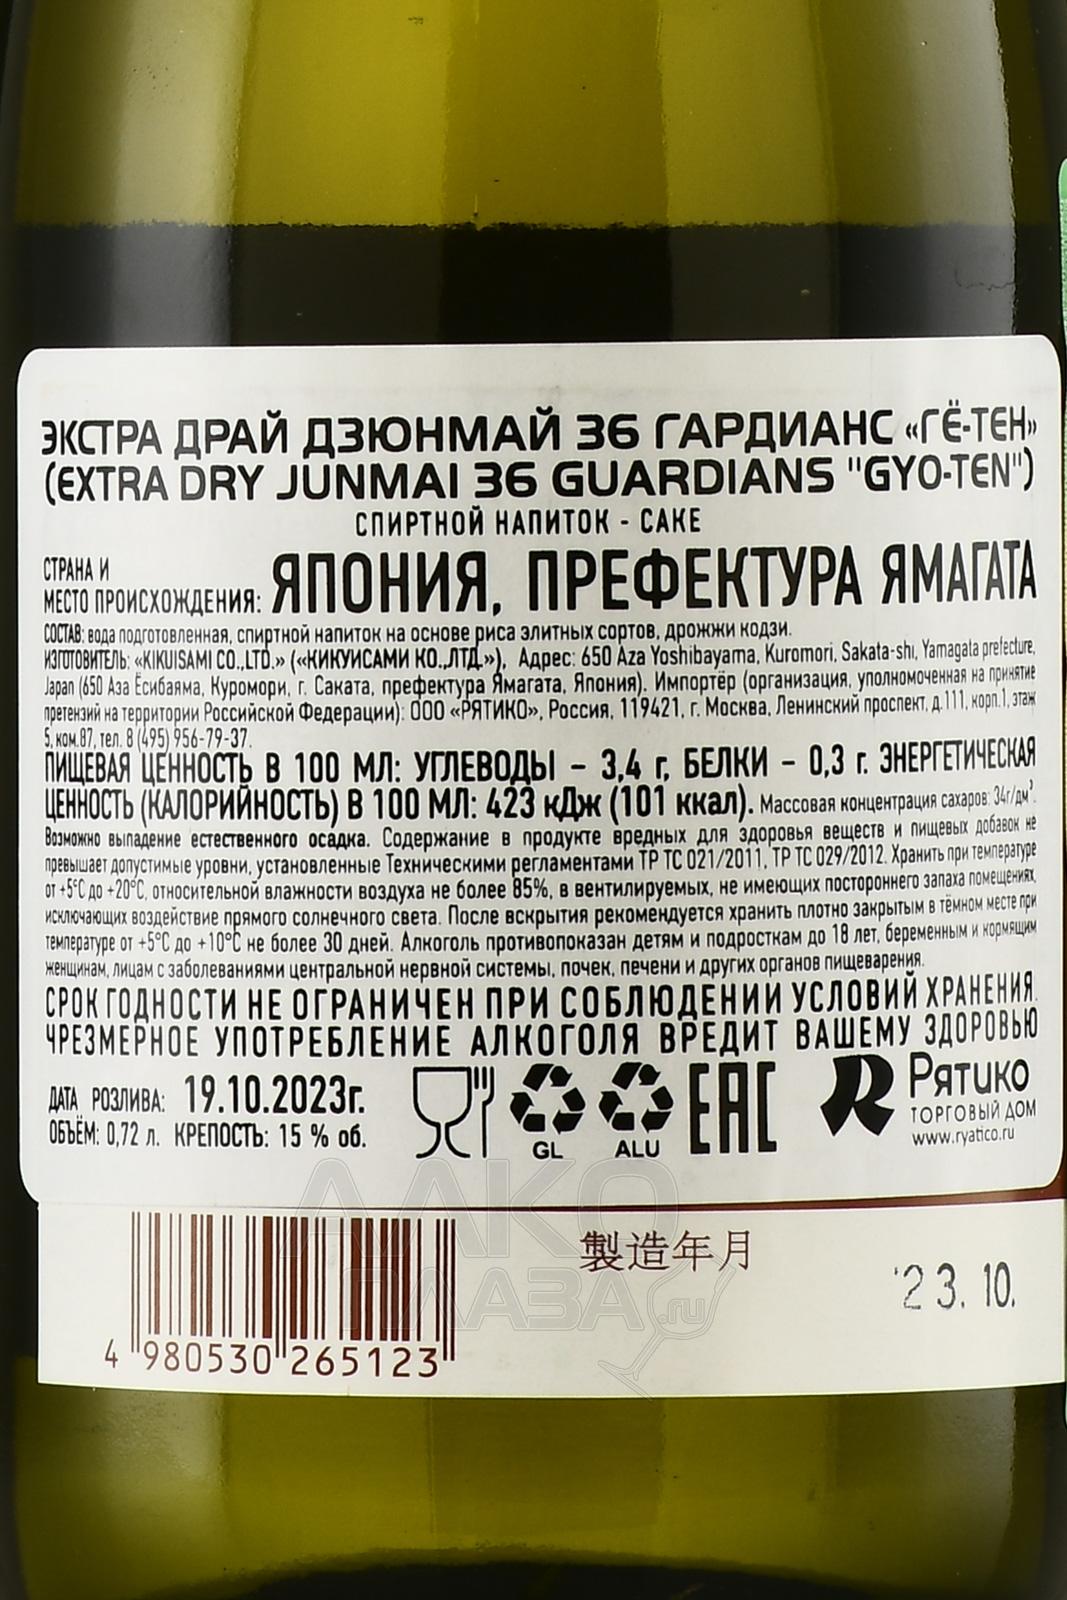 ЭКСТРА ДРАЙ ДЗЮНМАЙ 36 ГАРДИАНС «ГЁ-ТЕН»
(EXTRA DRY JUNMAI 36 GUARDIANS "GYO-TEN")
СПИРТНОЙ НАПИТОК - САКЕ
СТРАНА И
МЕСТО ПРОИСХОЖДЕНИЯ: ЯПОНИЯ, ПРЕФЕКТУРА ЯМАГАТА
СОСТАВ: вода подготовленная, спиртной напиток на основе риса элитных сортов, дрожжи кодзи.
ИЗГОТОВИТЕЛЬ: «KIKUISAMI CO.,LTD.» («КИКУИСАМИ КО.,ЛТД.»), Адрес: 650 Aza Yoshibayama, Kuromori, Sakata-shi, Yamagata prefecture,
Japan (650 Аза Ёсибаяма, Куромори, г. Саката, префектура Ямагата, Япония). Импортёр (организация, уполномоченная на принятие
претензий на территории Российской Федерации): ООО «РЯТИКО», Россия, 119421, г. Москва, Ленинский проспект, д.111, корп.1, этаж
5, ком.87, тел. 8 (495) 956-79-37.
ПИЩЕВАЯ ЦЕННОСТЬ В 100 МЛ: УГЛЕВОДЫ – 3,4 г, БЕЛКИ – 0,3 г. ЭНЕРГЕТИЧЕСКАЯ
ЦЕННОСТЬ (КАЛОРИЙНОСТЬ) В 100 МЛ: 423 кДж (101 ккал). Массовая концентрация сахаров: 34г/дм³.
Возможно выпадение естественного осадка. Содержание в продукте вредных для здоровья веществ и пищевых добавок не
превышает допустимые уровни, установленные Техническими регламентами ТР ТС 021/2011, ТР ТС 029/2012. Хранить при температуре
от +5°С до +20°С, относительной влажности воздуха не более 85%, в вентилируемых, не имеющих постороннего запаха помещениях,
исключающих воздействие прямого солнечного света. После вскрытия рекомендуется хранить плотно закрытым в тёмном месте при
температуре от +5°С до +10°С не более 30 дней. Алкоголь противопоказан детям и подросткам до 18 лет, беременным и кормящим
женщинам, лицам с заболеваниями центральной нервной системы, почек, печени и других органов пищеварения.
СРОК ГОДНОСТИ НЕ ОГРАНИЧЕН ПРИ СОБЛЮДЕНИИ УСЛОВИЙ ХРАНЕНИЯ.
ЧРЕЗМЕРНОЕ УПОТРЕБЛЕНИЕ АЛКОГОЛЯ ВРЕДИТ ВАШЕМУ ЗДОРОВЬЮ
ДАТА РОЗЛИВА: 19.10.2023г.
ОБЪЁМ: 0,72 л. КРЕПОСТЬ: 15 % об.
GL
ALU
EAC
Рятико
ТОРГОВЫЙ ДОМ
www.ryatico.ru
АЛКО
ПЛАЗА.ru
製造年月
'23.10.
4 980530 265123